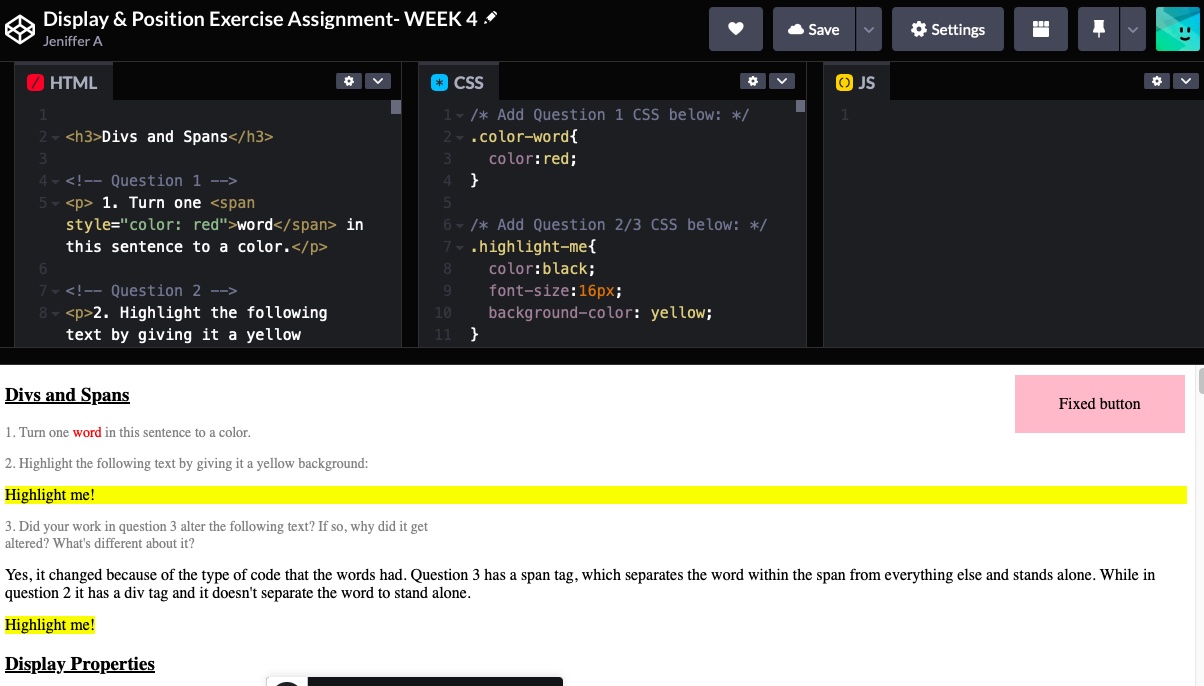 Display & Position Exercise Assignment- WEEK 4
Jeniffer A
Save
Settings
HTML
1
2 <h3>Divs and Spans</h3>
3
4 <!-- Question 1 -->
5 <p> 1. Turn one <span
style="color: red">word</span> in
this sentence to a color.</p>
6
7 <!-- Question 2 -->
8 <p>2. Highlight the following
text by giving it a yellow
CSS
1 /* Add Question 1 CSS below: */
2 .color-word{
3 color:red;
4 }
5
6 /* Add Question 2/3 CSS below: */
7 .highlight-me{
8 color:black;
9 font-size:16px;
10 background-color: yellow;
11 }
JS
1
Divs and Spans
Fixed button
1. Turn one word in this sentence to a color.
2. Highlight the following text by giving it a yellow background:
Highlight me!
3. Did your work in question 3 alter the following text? If so, why did it get
altered? What's different about it?
Yes, it changed because of the type of code that the words had. Question 3 has a span tag, which separates the word within the span from everything else and stands alone. While in
question 2 it has a div tag and it doesn't separate the word to stand alone.
Highlight me!
Display Properties